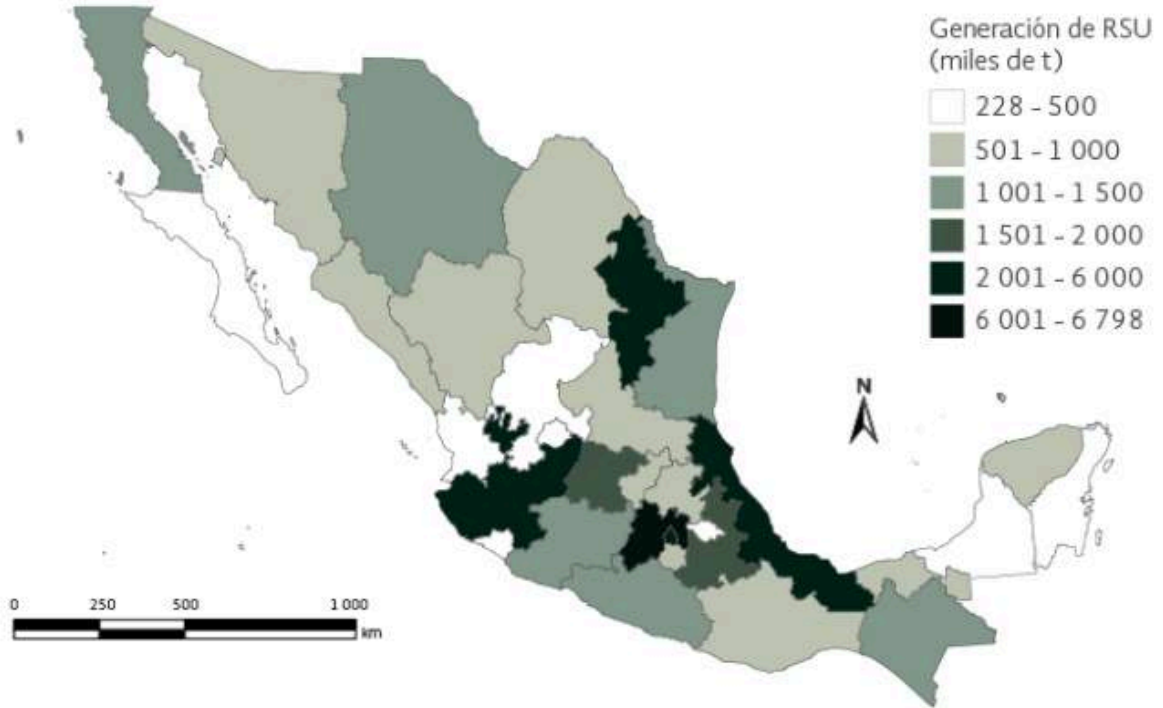 Generación de RSU
(miles de t)
228 - 500
501 - 1 000
1 001 - 1 500
1 501 - 2 000
2 001 - 6 000
6 001 - 6 798
N
0 250 500 1 000
km